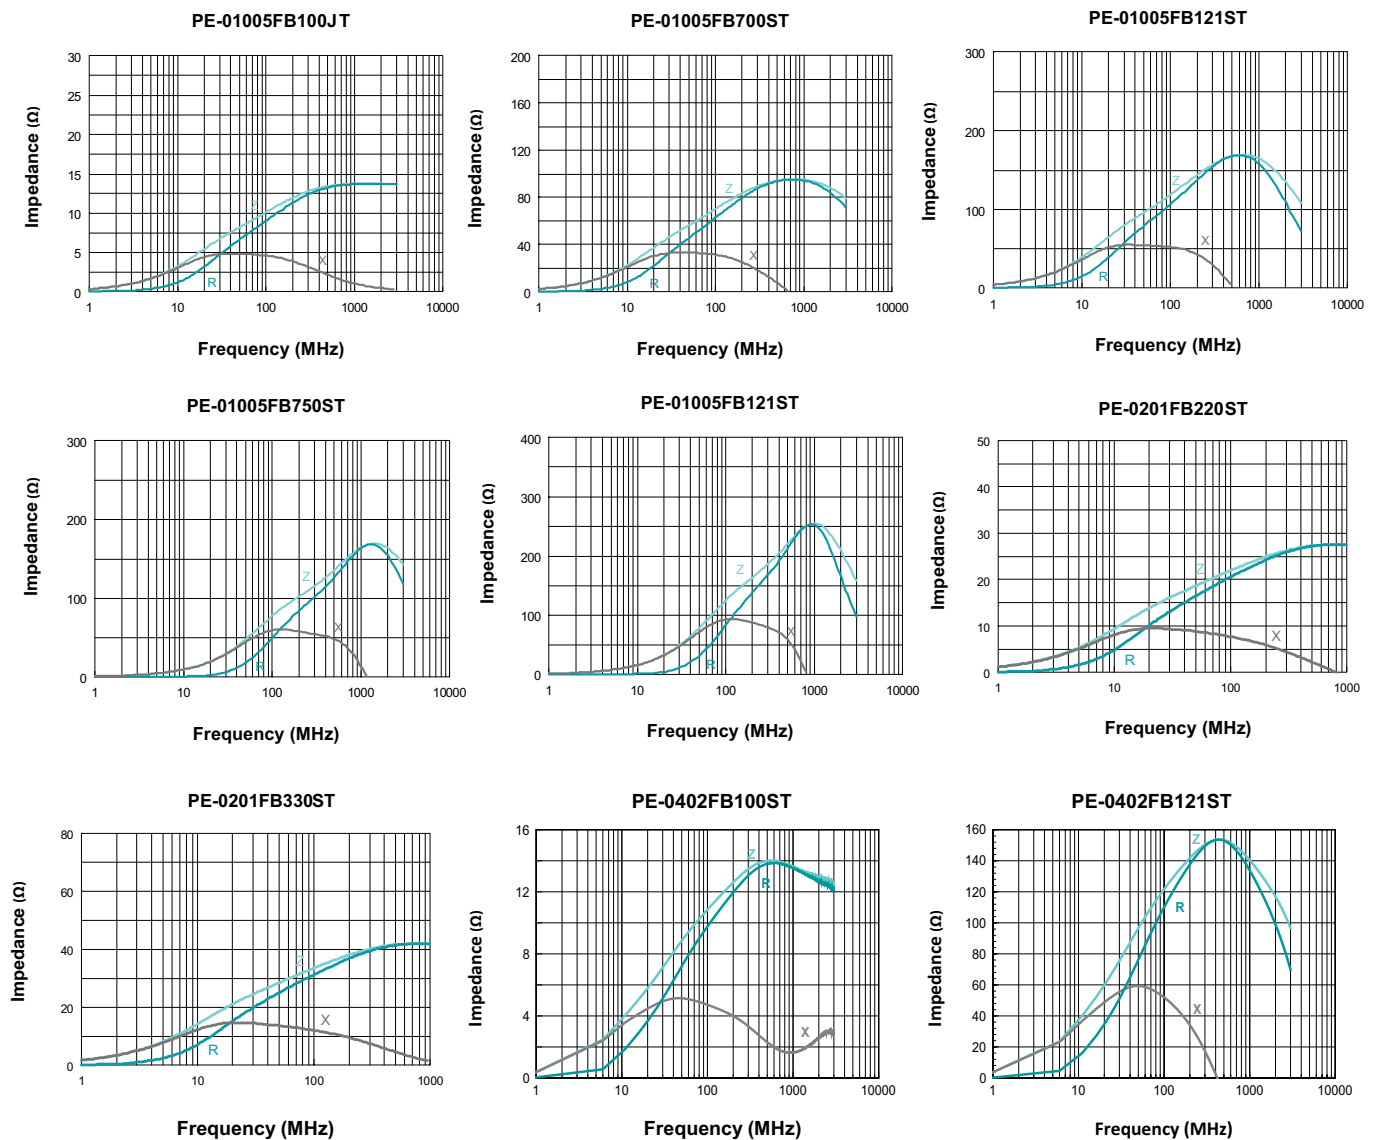 PE-01005FB100JT
PE-01005FB700ST
PE-01005FB121ST
Impedance (Ω)
30
25
20
15
10
5
0
Z
X
R
1 10 100 1000 10000
Frequency (MHz)
Impedance (Ω)
200
160
120
80
40
0
Z
X
R
1 10 100 1000 10000
Frequency (MHz)
Impedance (Ω)
300
200
100
0
Z
X
R
1 10 100 1000 10000
Frequency (MHz)
PE-01005FB750ST
PE-01005FB121ST
PE-0201FB220ST
Impedance (Ω)
300
200
100
0
Z
X
R
1 10 100 1000 10000
Frequency (MHz)
Impedance (Ω)
400
300
200
100
0
Z
X
R
1 10 100 1000 10000
Frequency (MHz)
Impedance (Ω)
50
40
30
20
10
0
Z
X
R
1 10 100 1000
Frequency (MHz)
PE-0201FB330ST
PE-0402FB100ST
PE-0402FB121ST
Impedance (Ω)
80
60
40
20
0
Z
X
R
1 10 100 1000
Frequency (MHz)
Impedance (Ω)
16
12
8
4
0
Z
R
X
1 10 100 1000 10000
Frequency (MHz)
Impedance (Ω)
160
140
120
100
80
60
40
20
0
Z
R
X
1 10 100 1000 10000
Frequency (MHz)